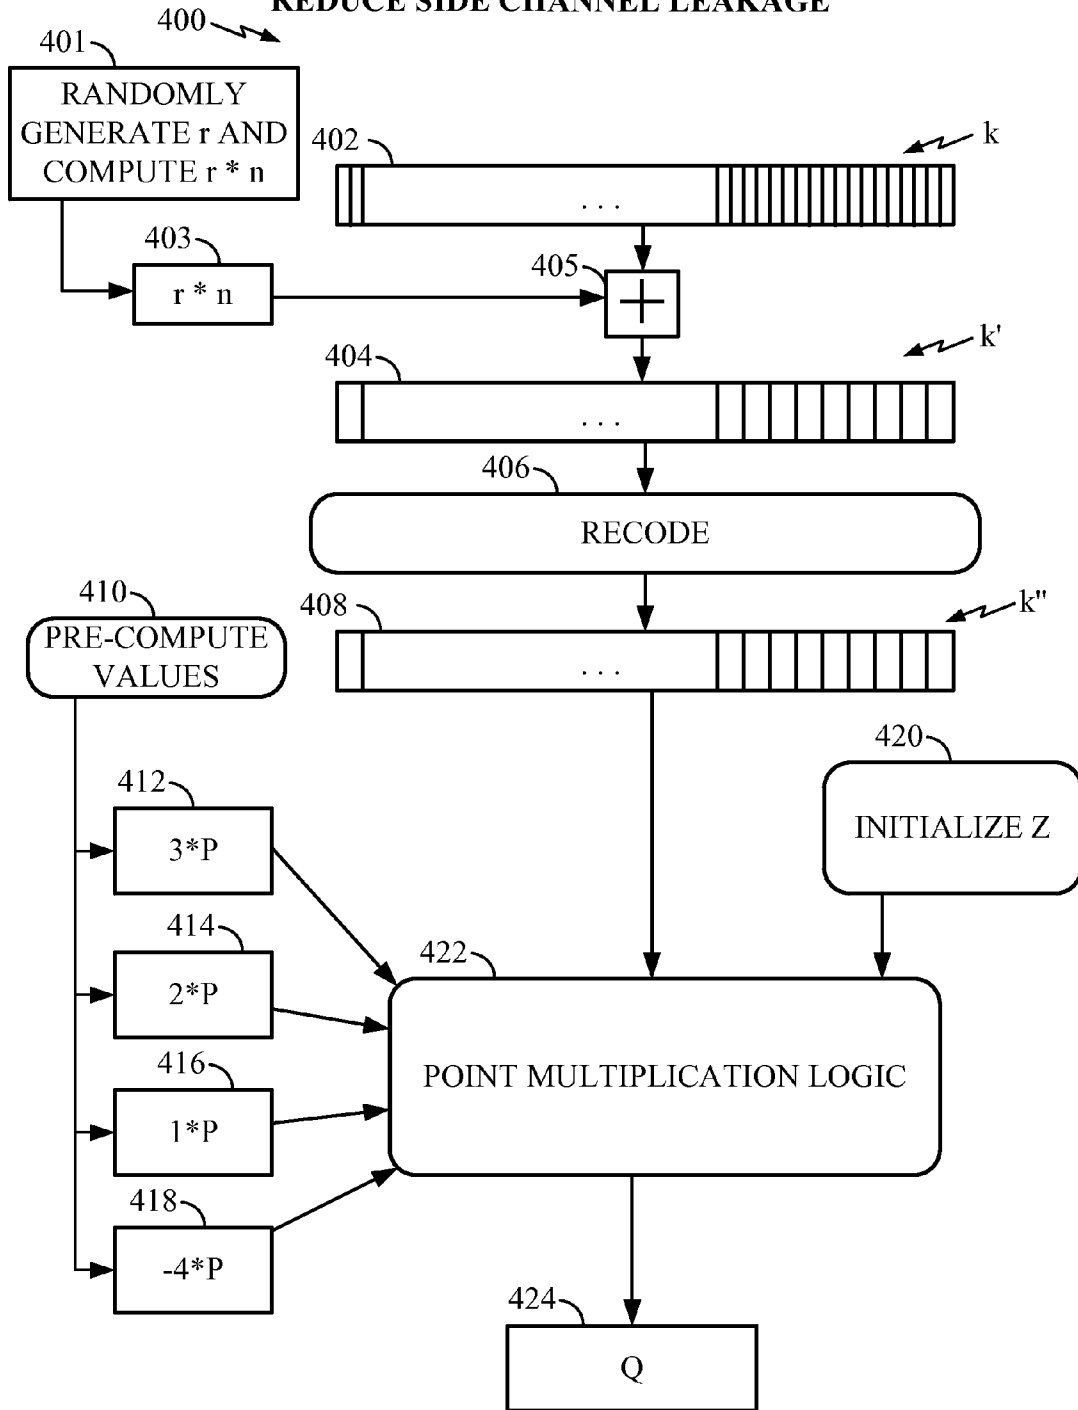 REDUCE SIDE CHANNEL LEAKAGE
400
401
RANDOMLY
GENERATE r AND
COMPUTE r * n
402
k
. . .
403
r * n
405
+
404
k'
. . .
406
RECODE
410
PRE-COMPUTE
VALUES
408
k"
. . .
420
INITIALIZE Z
412
3*P
414
2*P
422
POINT MULTIPLICATION LOGIC
416
1*P
418
-4*P
424
Q